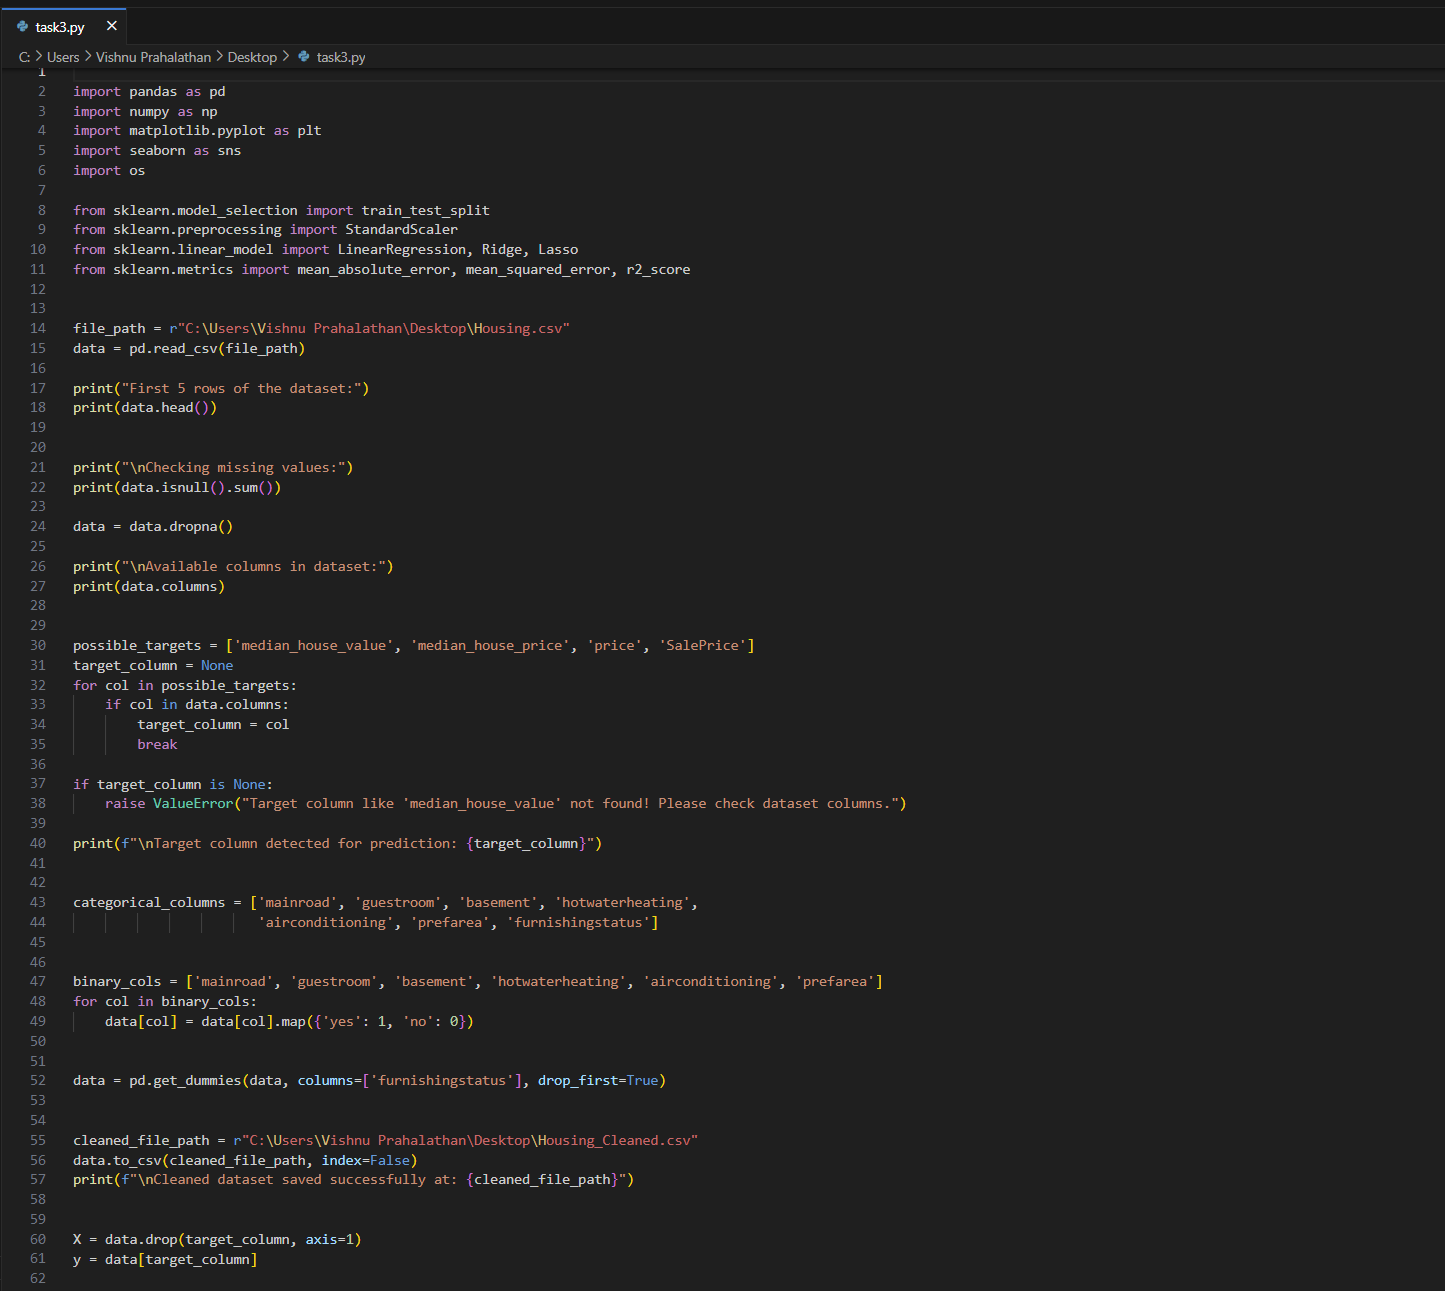 task3.py
C: > Users > Vishnu Prahalathan > Desktop > task3.py
1
2 import pandas as pd
3 import numpy as np
4 import matplotlib.pyplot as plt
5 import seaborn as sns
6 import os
7
8 from sklearn.model_selection import train_test_split
9 from sklearn.preprocessing import StandardScaler
10 from sklearn.linear_model import LinearRegression, Ridge, Lasso
11 from sklearn.metrics import mean_absolute_error, mean_squared_error, r2_score
12
13
14 file_path = r"C:\Users\Vishnu Prahalathan\Desktop\Housing.csv"
15 data = pd.read_csv(file_path)
16
17 print("First 5 rows of the dataset:")
18 print(data.head())
19
20
21 print("\nChecking missing values:")
22 print(data.isnull().sum())
23
24 data = data.dropna()
25
26 print("\nAvailable columns in dataset:")
27 print(data.columns)
28
29
30 possible_targets = ['median_house_value', 'median_house_price', 'price', 'SalePrice']
31 target_column = None
32 for col in possible_targets:
33     if col in data.columns:
34         target_column = col
35         break
36
37 if target_column is None:
38     raise ValueError("Target column like 'median_house_value' not found! Please check dataset columns.")
39
40 print(f"\nTarget column detected for prediction: {target_column}")
41
42
43 categorical_columns = ['mainroad', 'guestroom', 'basement', 'hotwaterheating',
44                        'airconditioning', 'prefarea', 'furnishingstatus']
45
46
47 binary_cols = ['mainroad', 'guestroom', 'basement', 'hotwaterheating', 'airconditioning', 'prefarea']
48 for col in binary_cols:
49     data[col] = data[col].map({'yes': 1, 'no': 0})
50
51
52 data = pd.get_dummies(data, columns=['furnishingstatus'], drop_first=True)
53
54
55 cleaned_file_path = r"C:\Users\Vishnu Prahalathan\Desktop\Housing_Cleaned.csv"
56 data.to_csv(cleaned_file_path, index=False)
57 print(f"\nCleaned dataset saved successfully at: {cleaned_file_path}")
58
59
60 X = data.drop(target_column, axis=1)
61 y = data[target_column]
62